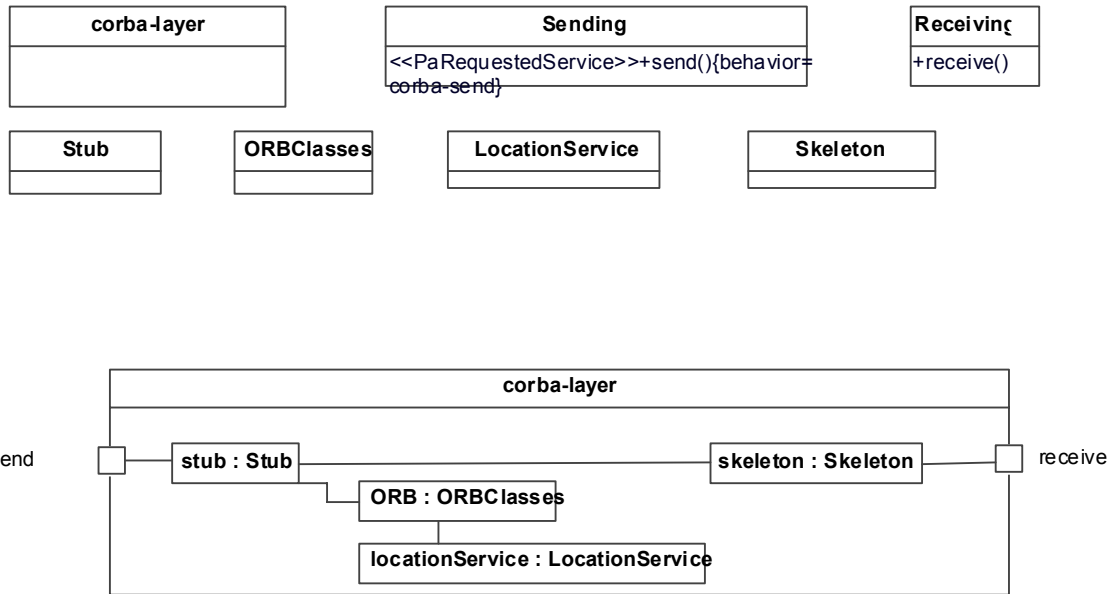 corba-layer
Sending
Receiving
<<PaRequestedService>>+send(){behavior=
corba-send}
+receive()
Stub
ORBClasses
LocationService
Skeleton
corba-layer
end
stub : Stub
skeleton : Skeleton
receive
ORB : ORBClasses
locationService : LocationService